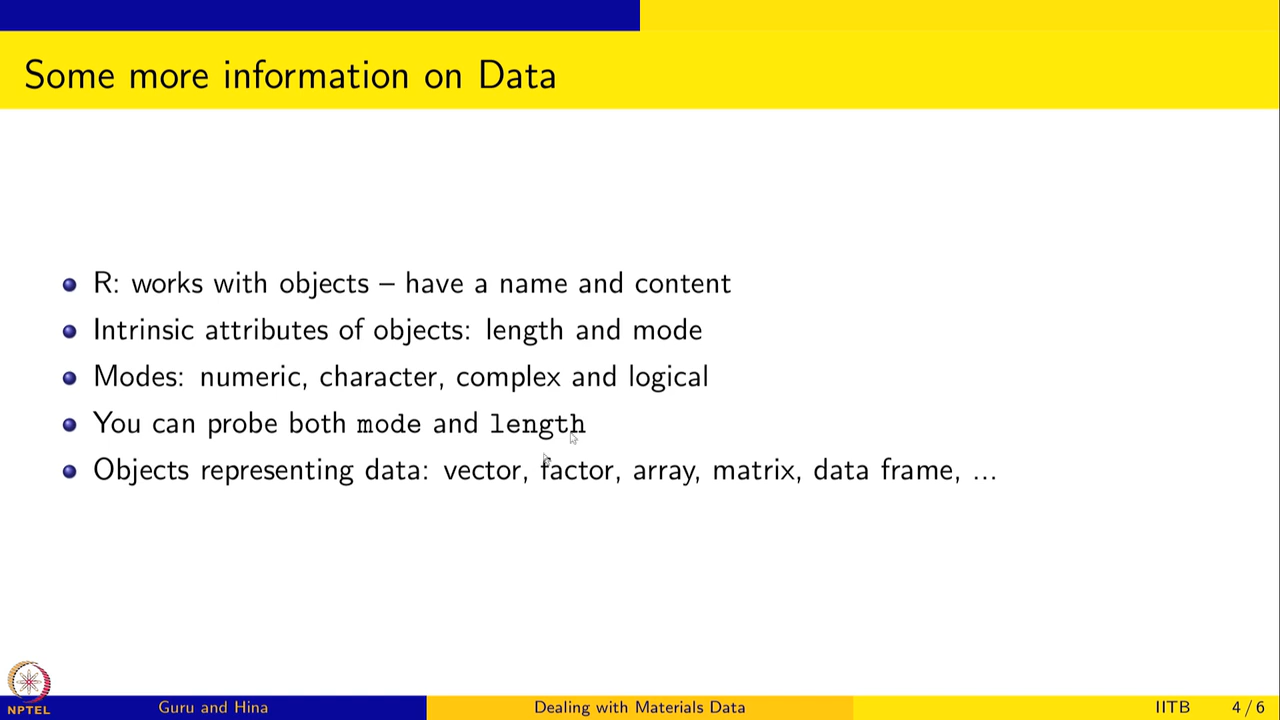 Some more information on Data
R: works with objects – have a name and content
Intrinsic attributes of objects: length and mode
Modes: numeric, character, complex and logical
You can probe both mode and length
Objects representing data: vector, factor, array, matrix, data frame, ...
NPTEL
Guru and Hina
Dealing with Materials Data
IITB
4 / 6